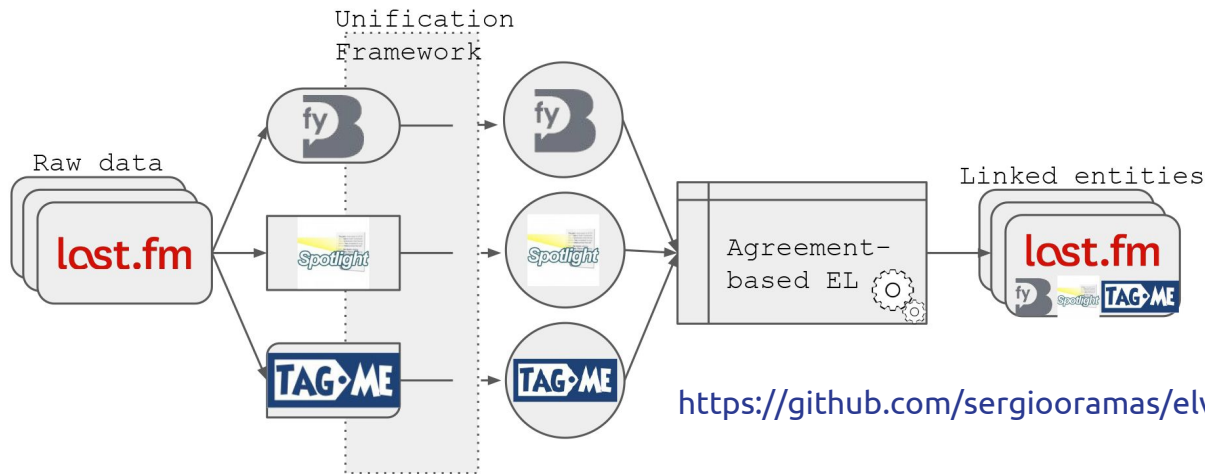 Unification
Framework
fy B
Raw data
Linked entities
last.fm
Spotlight
fy B
Spotlight
Agreement-
based EL
last.fm
fy B Spotlight TAG•ME
TAG•ME
TAG•ME
https://github.com/sergiooramas/elv